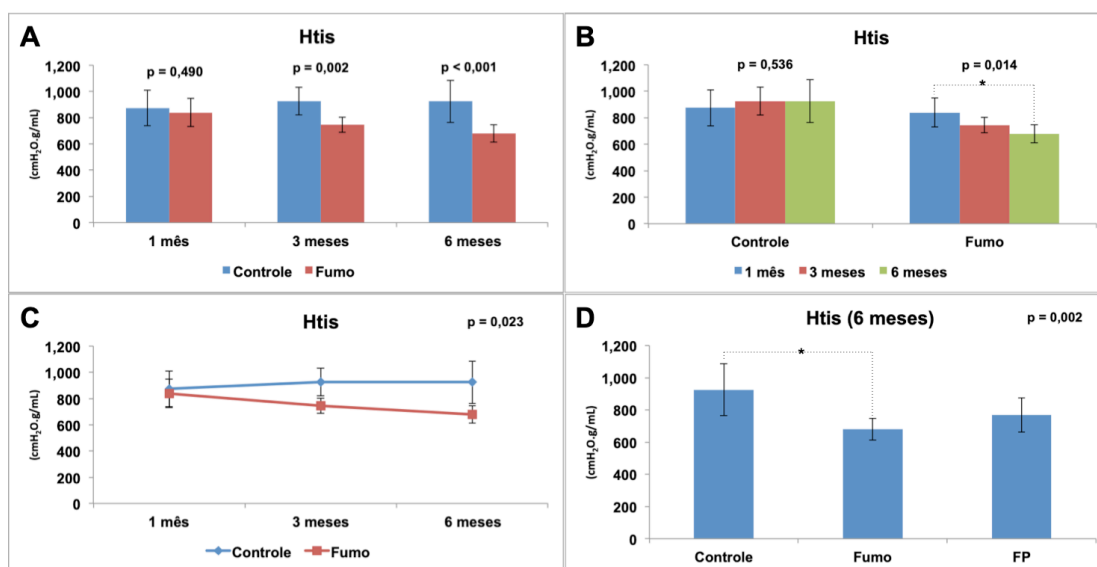 A
Htis
1,200
1,000
800
600
400
200
0
(cmH₂O.g/mL)
p = 0,490
p = 0,002
p < 0,001
1 mês
3 meses
6 meses
Controle
Fumo
B
Htis
1,200
1,000
800
600
400
200
0
(cmH₂O.g/mL)
p = 0,536
p = 0,014
*
Controle
Fumo
1 mês
3 meses
6 meses
C
Htis
p = 0,023
1,200
1,000
800
600
400
200
0
(cmH₂O.g/mL)
1 mês
3 meses
6 meses
Controle
Fumo
D
Htis (6 meses)
p = 0,002
1,200
1,000
800
600
400
200
0
(cmH₂O.g/mL)
*
Controle
Fumo
FP